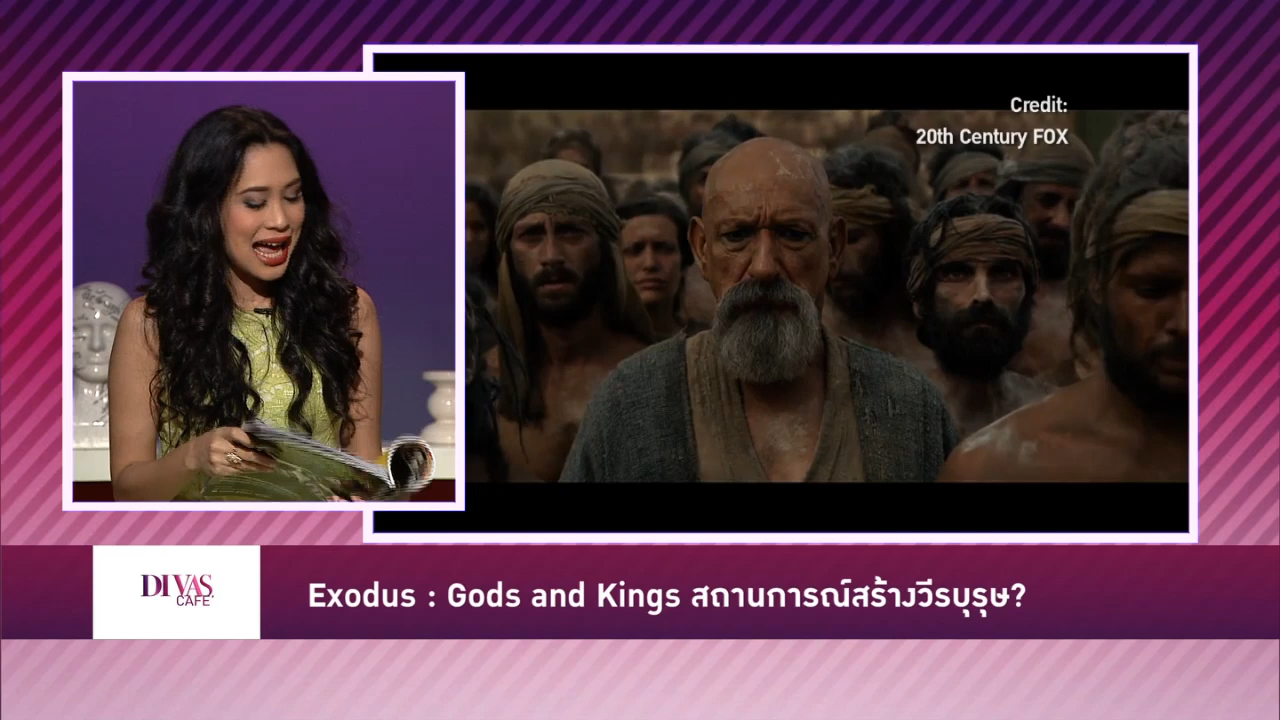 Credit:
20th Century FOX
DIVAS
CAFE
Exodus : Gods and Kings สถานการณ์สร้างวีรบุรุษ?